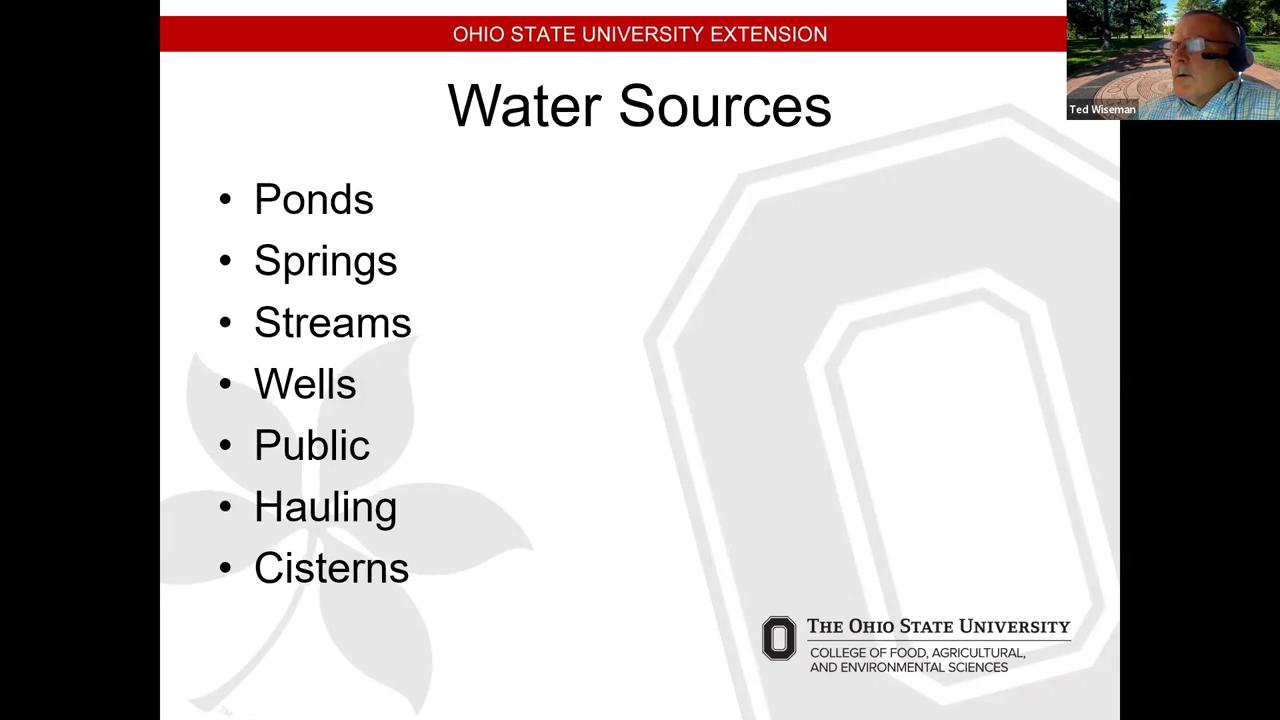 OHIO STATE UNIVERSITY EXTENSION
Ted Wiseman
Water Sources
• Ponds
• Springs
• Streams
• Wells
• Public
• Hauling
• Cisterns
THE OHIO STATE UNIVERSITY
COLLEGE OF FOOD, AGRICULTURAL,
AND ENVIRONMENTAL SCIENCES
TM